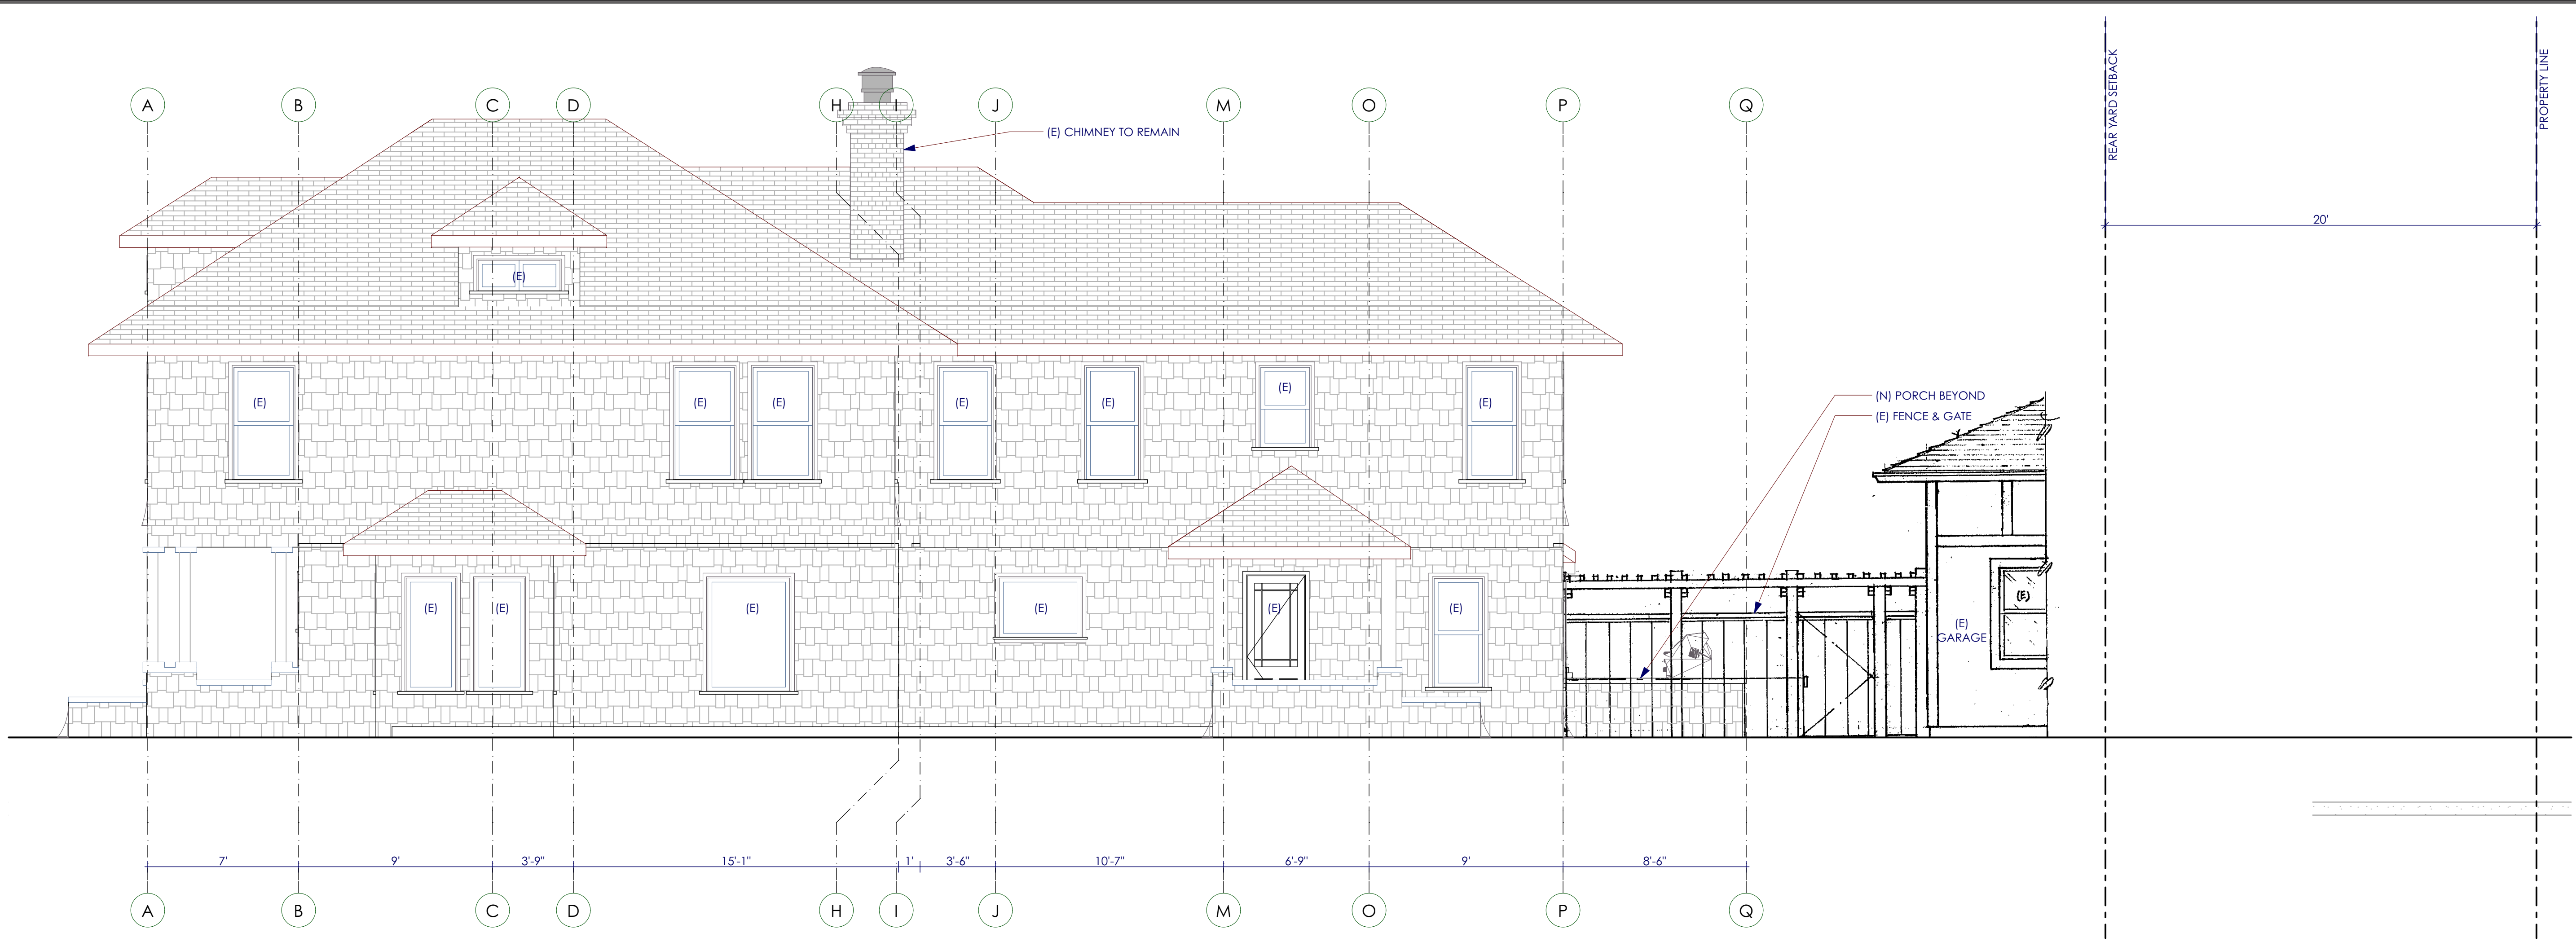 A B C D H I J M O P Q
REAR YARD SETBACK
PROPERTY LINE
(E) CHIMNEY TO REMAIN
20'
(E)
(E) (E) (E) (E) (E) (E) (E)
(N) PORCH BEYOND
(E) FENCE & GATE
(E) (E) (E) (E) (E) (E) (E)
(E)
GARAGE
7' 9' 3'-9" 15'-1" 1' 3'-6" 10'-7" 6'-9" 9' 8'-6"
A B C D H I J M O P Q